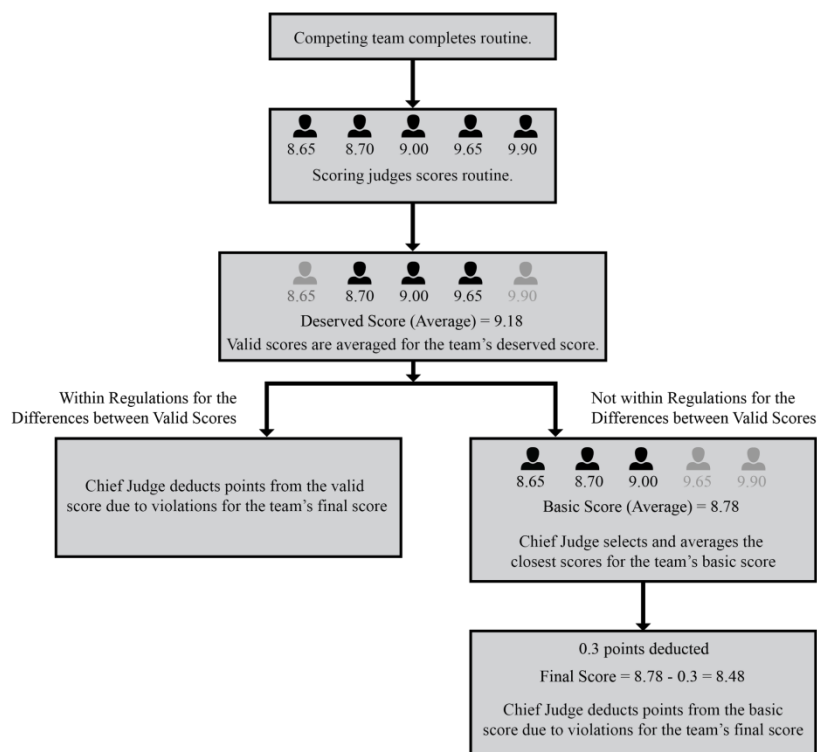 Competing team completes routine.
8.65 8.70 9.00 9.65 9.90
Scoring judges scores routine.
8.65 8.70 9.00 9.65 9.90
Deserved Score (Average) = 9.18
Valid scores are averaged for the team's deserved score.
Within Regulations for the
Differences between Valid Scores
Not within Regulations for the
Differences between Valid Scores
Chief Judge deducts points from the valid
score due to violations for the team's final score
8.65 8.70 9.00 9.65 9.90
Basic Score (Average) = 8.78
Chief Judge selects and averages the
closest scores for the team's basic score
0.3 points deducted
Final Score = 8.78 - 0.3 = 8.48
Chief Judge deducts points from the basic
score due to violations for the team's final score